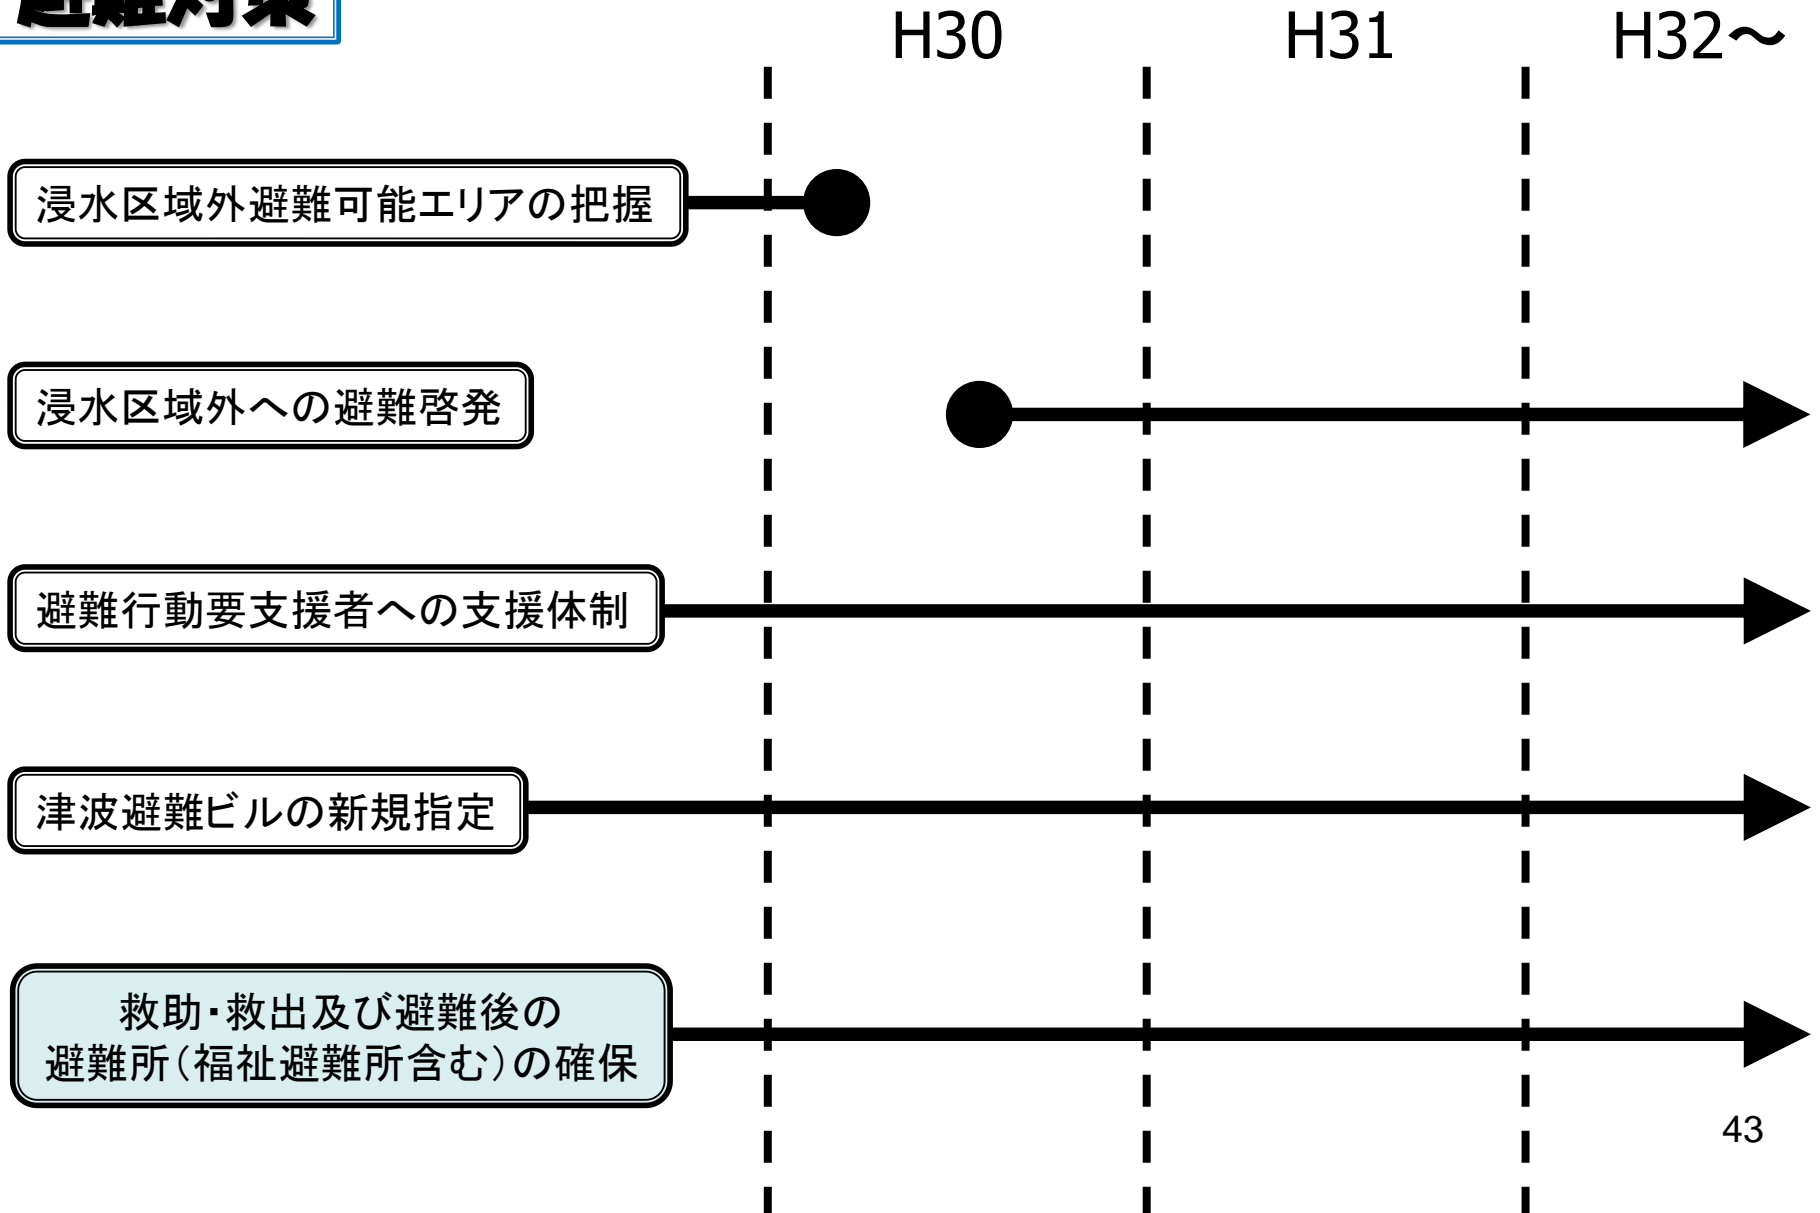 避難対策
H30 H31 H32～
浸水区域外避難可能エリアの把握
浸水区域外への避難啓発
避難行動要支援者への支援体制
津波避難ビルの新規指定
救助・救出及び避難後の
避難所（福祉避難所含む）の確保
43